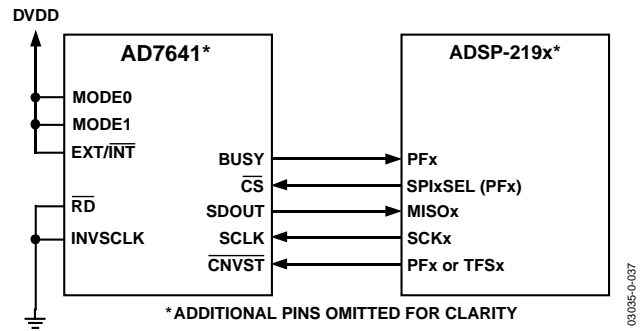 DVDD
AD7641*
ADSP-219x*
MODE0
MODE1
EXT/INT
BUSY
PFx
CS
SPIxSEL (PFx)
RD
SDOUT
MISOx
INVSCLK
SCLK
SCKx
CNVST
PFx or TFSx
*ADDITIONAL PINS OMITTED FOR CLARITY
03035-0-037